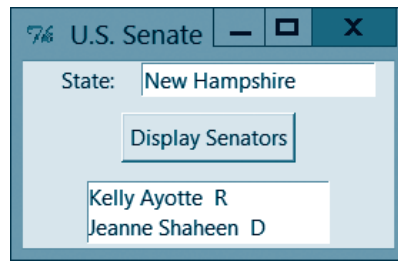 U.S. Senate
State: New Hampshire
Display Senators
Kelly Ayotte R
Jeanne Shaheen D